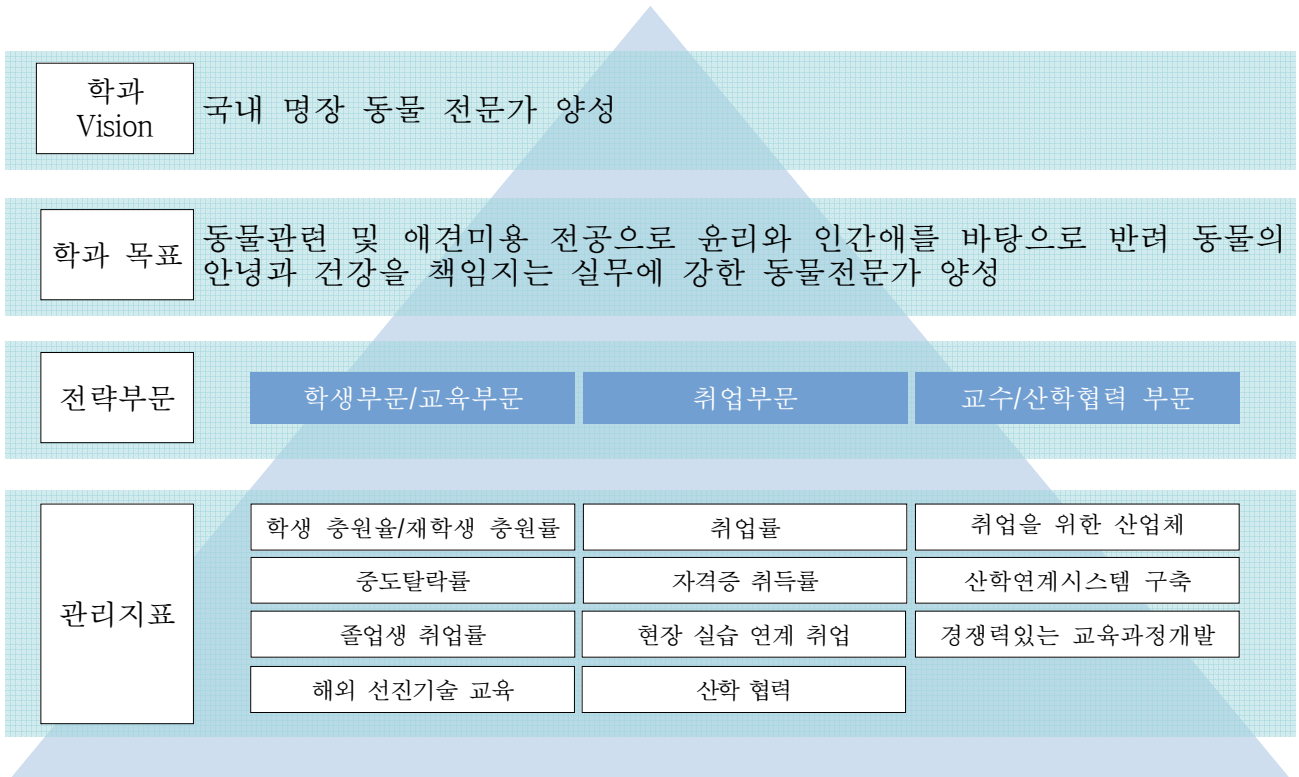 학과
Vision
국내 명장 동물 전문가 양성
학과 목표
동물관련 및 애견미용 전공으로 윤리와 인간애를 바탕으로 반려 동물의
안녕과 건강을 책임지는 실무에 강한 동물전문가 양성
전략부문
학생부문/교육부문
취업부문
교수/산학협력 부문
관리지표
학생 충원율/재학생 충원률
취업률
취업을 위한 산업체
중도탈락률
자격증 취득률
산학연계시스템 구축
졸업생 취업률
현장 실습 연계 취업
경쟁력있는 교육과정개발
해외 선진기술 교육
산학 협력